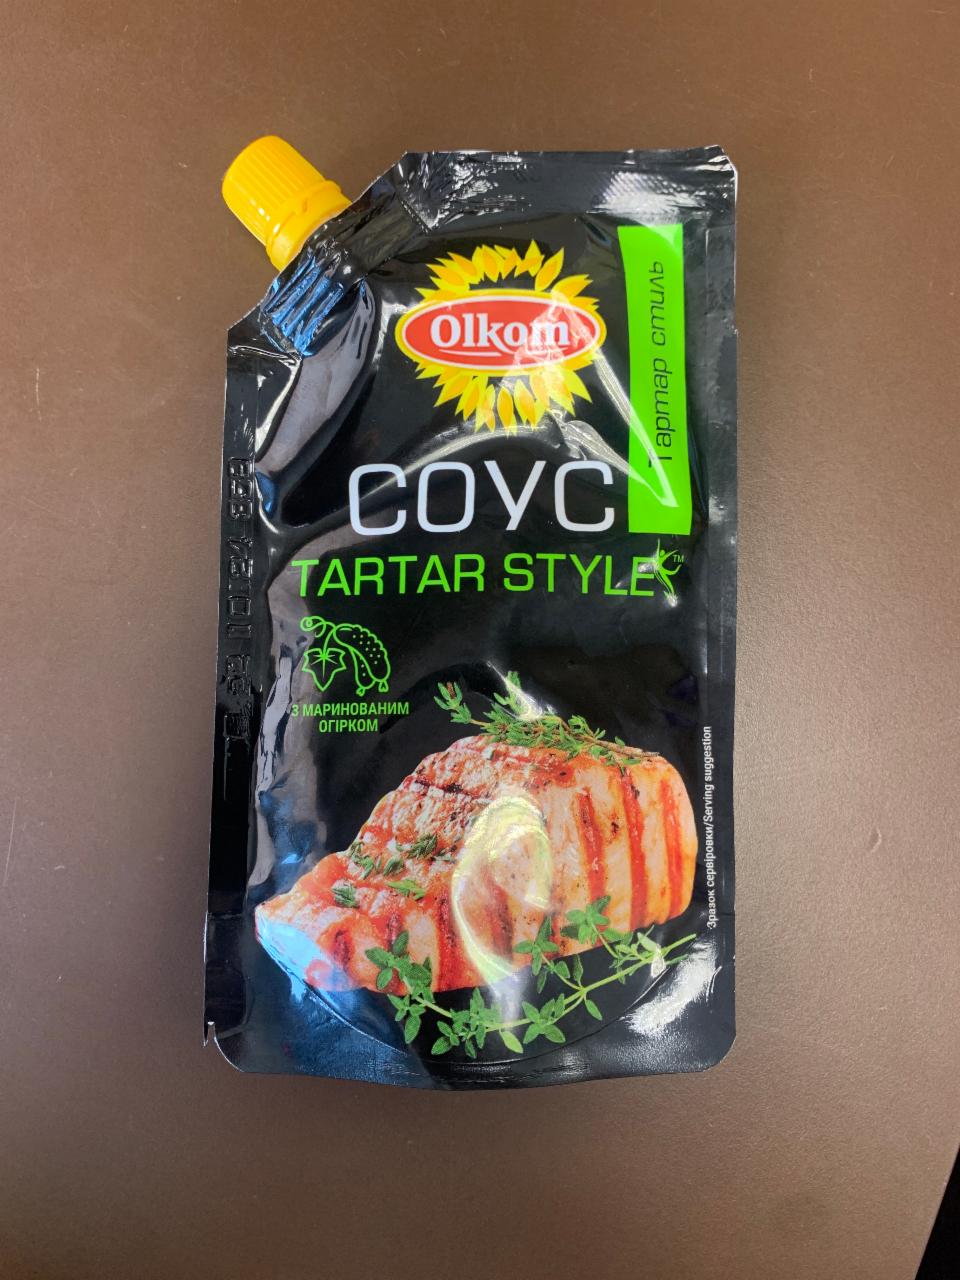 Olkom
Тартар стиль
СОУС
TARTAR STYLE
TM
З МАРИНОВАНИМ
ОГІРКОМ
Зразок сервіровки/Serving suggestion